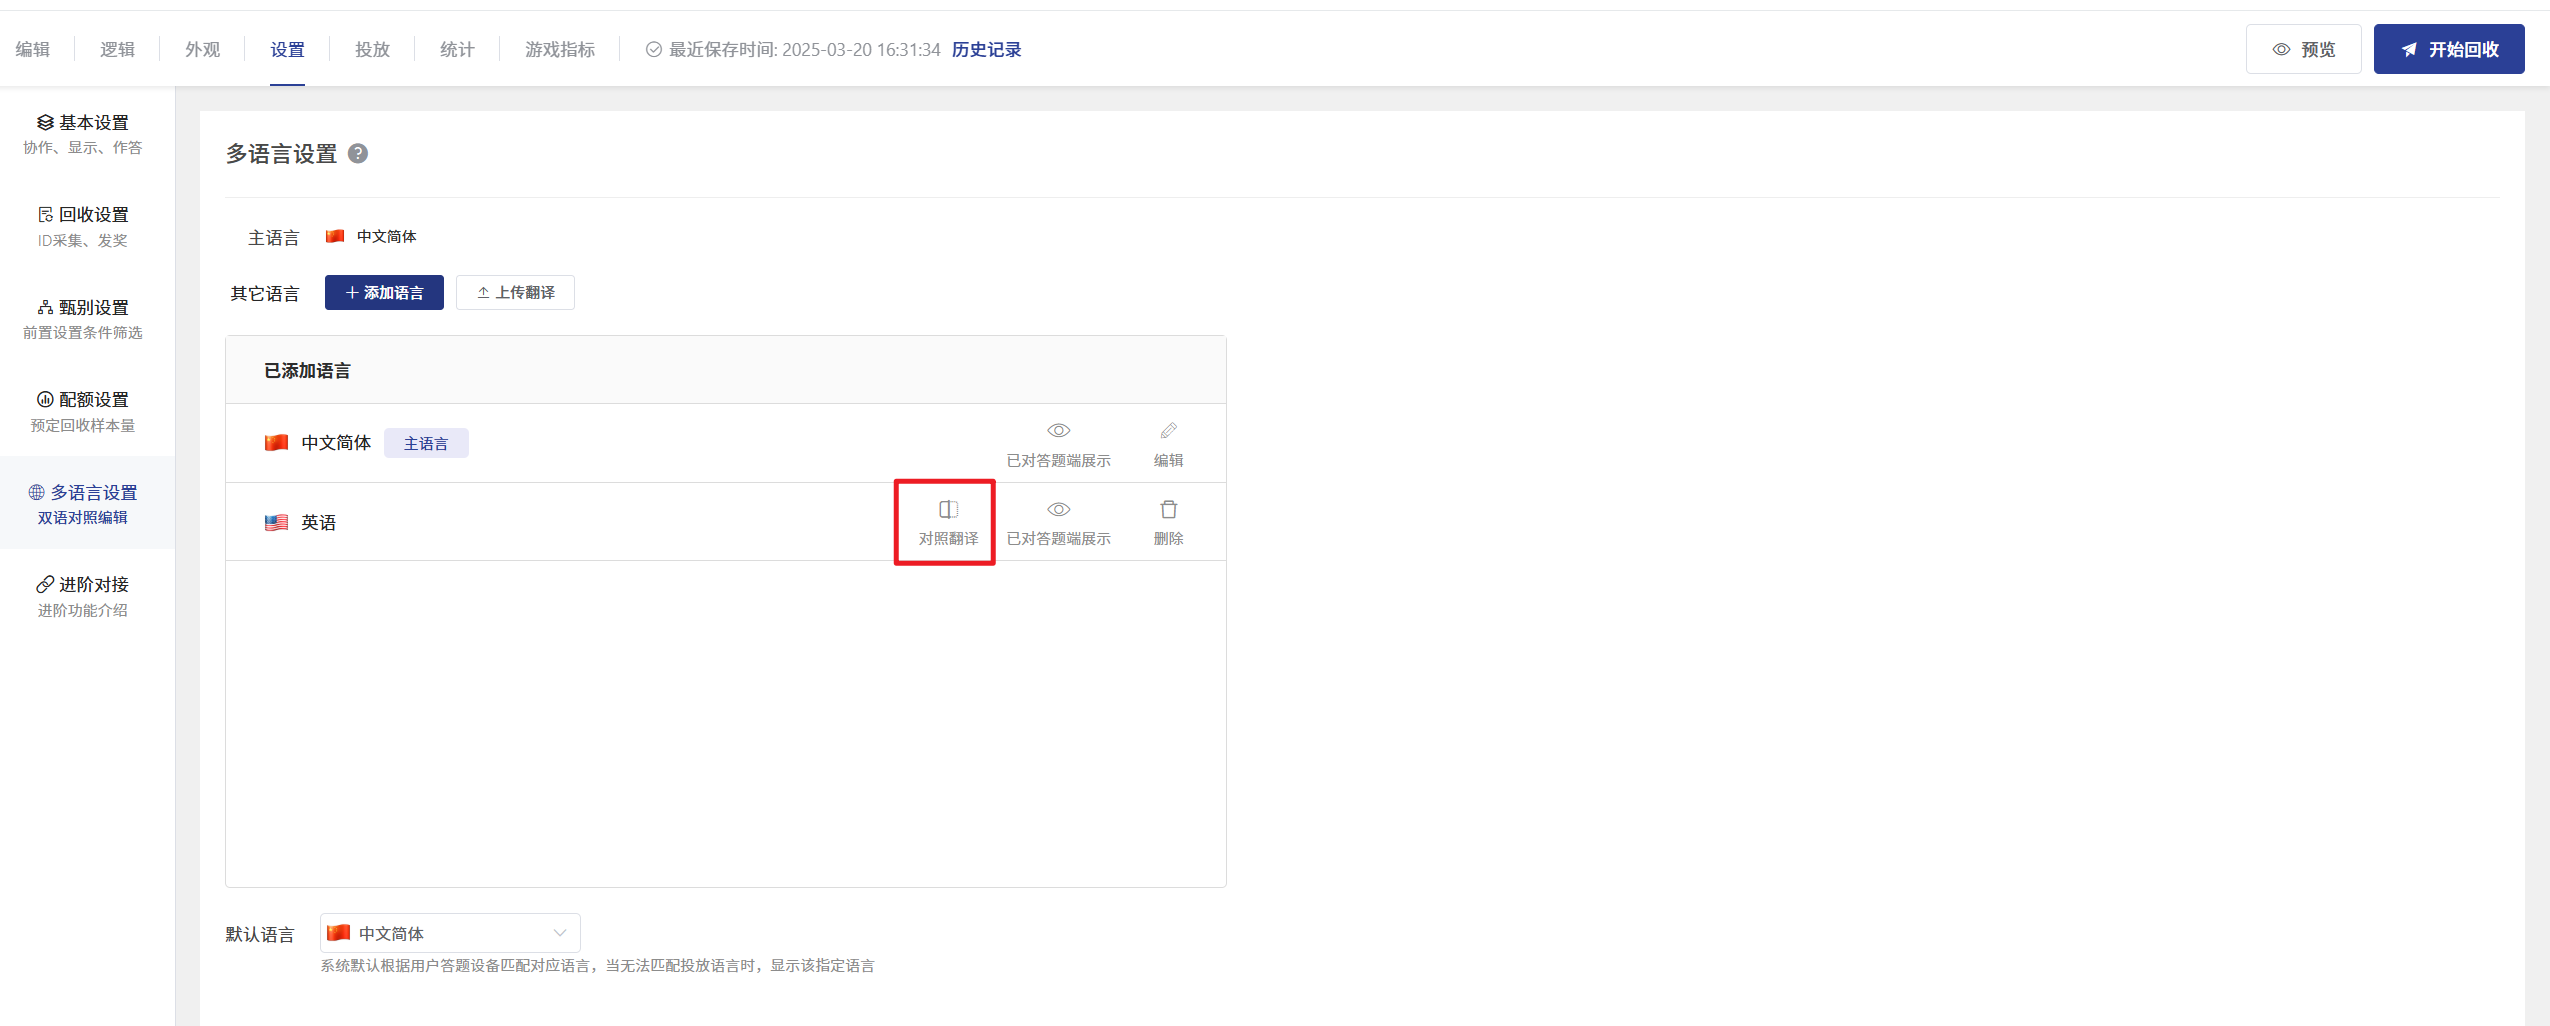 编辑
逻辑
外观
设置
投放
统计
游戏指标
最近保存时间: 2025-03-20 16:31:34 历史记录
预览
开始回收
基本设置
协作、显示、作答
回收设置
ID采集、发奖
甄别设置
前置设置条件筛选
配额设置
预定回收样本量
多语言设置
双语对照编辑
进阶对接
进阶功能介绍
多语言设置 ?
主语言 中文简体
其它语言 + 添加语言 上传翻译
已添加语言
中文简体 主语言
已对答题端展示
编辑
英语
对照翻译
已对答题端展示
删除
默认语言 中文简体
系统默认根据用户答题设备匹配对应语言，当无法匹配投放语言时，显示该指定语言